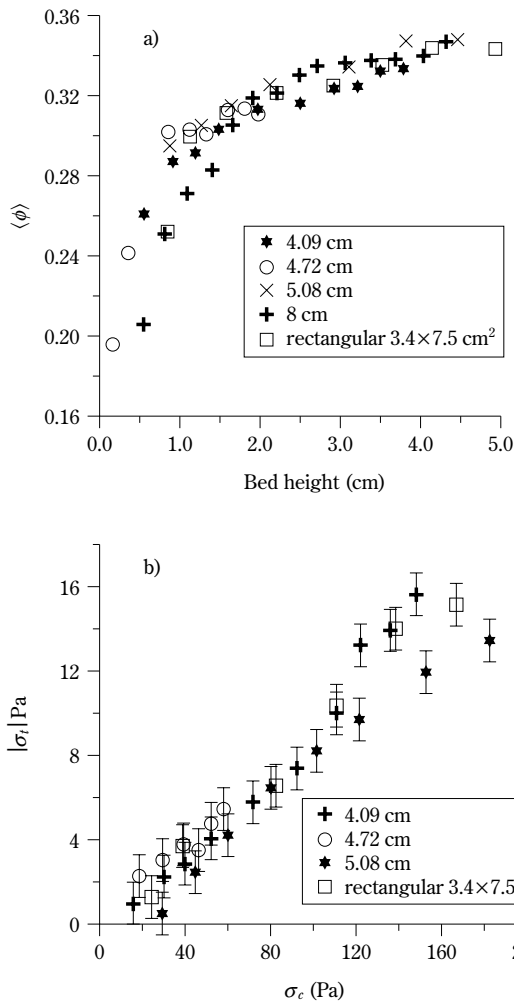 0.36
a)
0.32
0.28
⟨ϕ⟩
0.24
0.20
0.16
4.09 cm
4.72 cm
5.08 cm
8 cm
rectangular 3.4×7.5 cm²
0.0 1.0 2.0 3.0 4.0 5.0
Bed height (cm)
b)
16
12
|σₜ| Pa
8
4
0
4.09 cm
4.72 cm
5.08 cm
rectangular 3.4×7.5
0 40 80 120 160 2
σ_c (Pa)